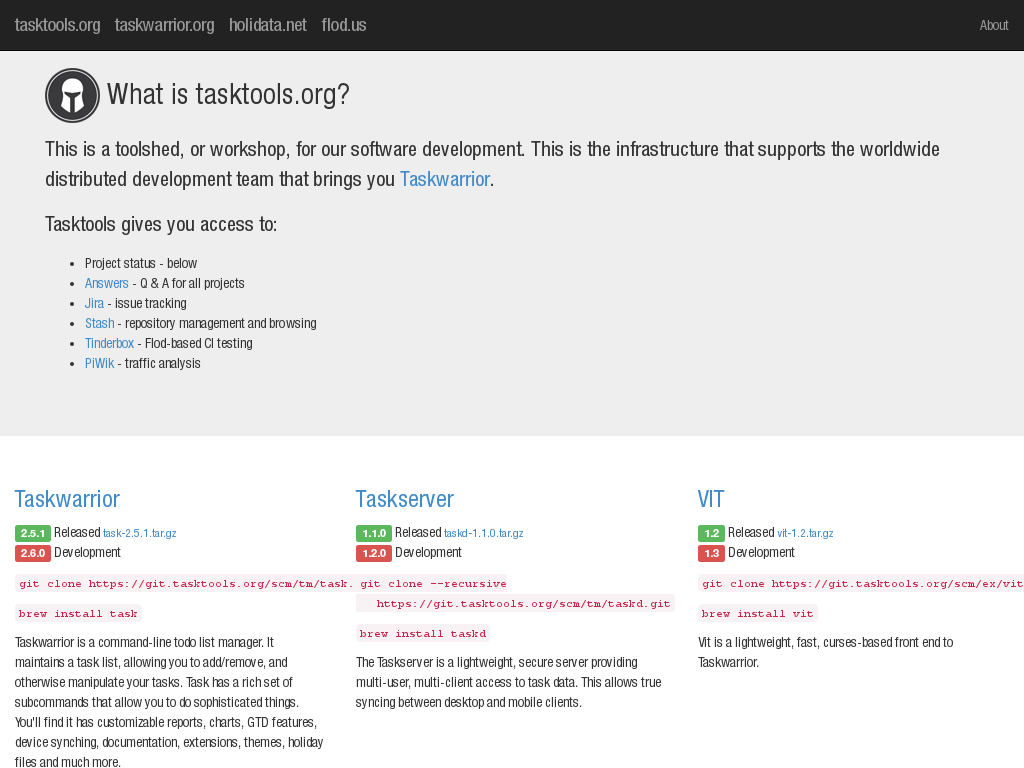 tasktools.org taskwarrior.org holidata.net flod.us About
What is tasktools.org?
This is a toolshed, or workshop, for our software development. This is the infrastructure that supports the worldwide
distributed development team that brings you Taskwarrior.
Tasktools gives you access to:
Project status - below
Answers - Q & A for all projects
Jira - issue tracking
Stash - repository management and browsing
Tinderbox - Flod-based CI testing
PiWik - traffic analysis
Taskwarrior
2.5.1 Released task-2.5.1.tar.gz
2.6.0 Development
git clone https://git.tasktools.org/scm/tm/task.
brew install task
Taskwarrior is a command-line todo list manager. It
maintains a task list, allowing you to add/remove, and
otherwise manipulate your tasks. Task has a rich set of
subcommands that allow you to do sophisticated things.
You'll find it has customizable reports, charts, GTD features,
device synching, documentation, extensions, themes, holiday
files and much more.
Taskserver
1.1.0 Released taskd-1.1.0.tar.gz
1.2.0 Development
git clone --recursive
https://git.tasktools.org/scm/tm/taskd.git
brew install taskd
The Taskserver is a lightweight, secure server providing
multi-user, multi-client access to task data. This allows true
syncing between desktop and mobile clients.
VIT
1.2 Released vit-1.2.tar.gz
1.3 Development
git clone https://git.tasktools.org/scm/ex/vit
brew install vit
Vit is a lightweight, fast, curses-based front end to
Taskwarrior.